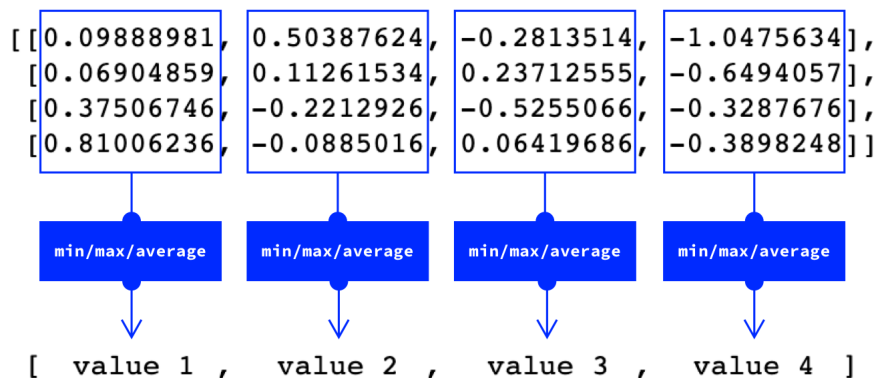 [[0.09888981, 0.50387624, -0.2813514, -1.0475634],
[0.06904859, 0.11261534, 0.23712555, -0.6494057],
[0.37506746, -0.2212926, -0.5255066, -0.3287676],
[0.81006236, -0.0885016, 0.06419686, -0.3898248]]
min/max/average min/max/average min/max/average min/max/average
[ value 1 , value 2 , value 3 , value 4 ]